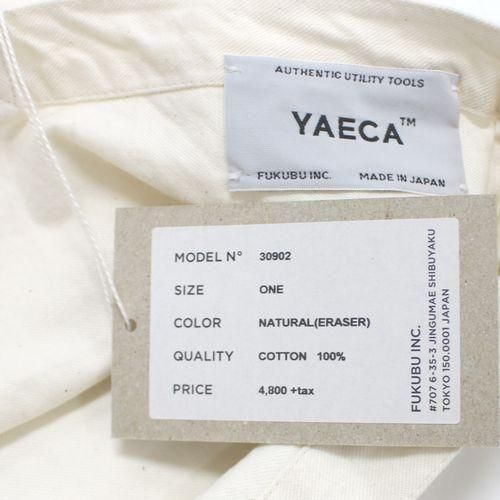 AUTHENTIC UTILITY TOOLS
YAECA™
FUKUBU INC. MADE IN JAPAN
MODEL N° 30902
SIZE ONE
COLOR NATURAL(ERASER)
QUALITY COTTON 100%
PRICE 4,800 +tax
FUKUBU INC.
#707 6-35-3 JINGUMAE SHIBUYAKU
TOKYO 150.0001 JAPAN